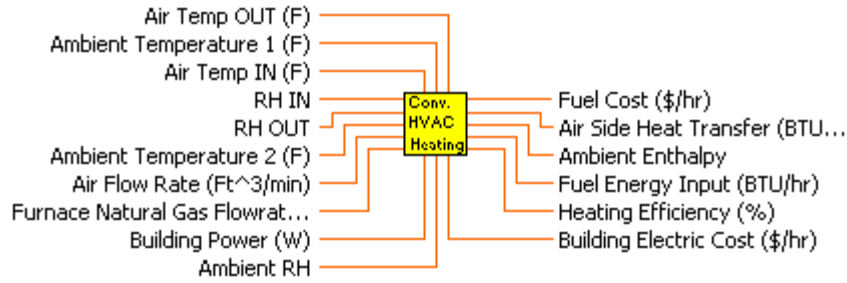 Air Temp OUT (F)
Ambient Temperature 1 (F)
Air Temp IN (F)
RH IN
RH OUT
Ambient Temperature 2 (F)
Air Flow Rate (Ft^3/min)
Furnace Natural Gas Flowrat...
Building Power (W)
Ambient RH
Conv.
HVAC
Heating
Fuel Cost ($/hr)
Air Side Heat Transfer (BTU...
Ambient Enthalpy
Fuel Energy Input (BTU/hr)
Heating Efficiency (%)
Building Electric Cost ($/hr)